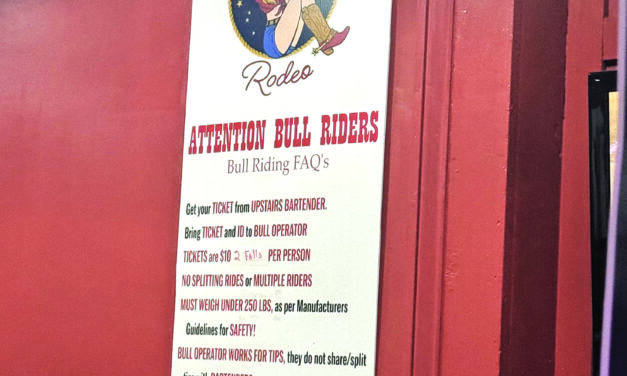 Rodeo
ATTENTION BULL RIDERS
Bull Riding FAQ's
Get your TICKET from UPSTAIRS BARTENDER.
Bring TICKET and ID to BULL OPERATOR
TICKETS are $10 2 Falls PER PERSON
NO SPLITTING RIDES or MULTIPLE RIDERS
MUST WEIGH UNDER 250 LBS, as per Manufacturers
Guidelines for SAFETY!
BULL OPERATOR WORKS FOR TIPS, they do not share/split